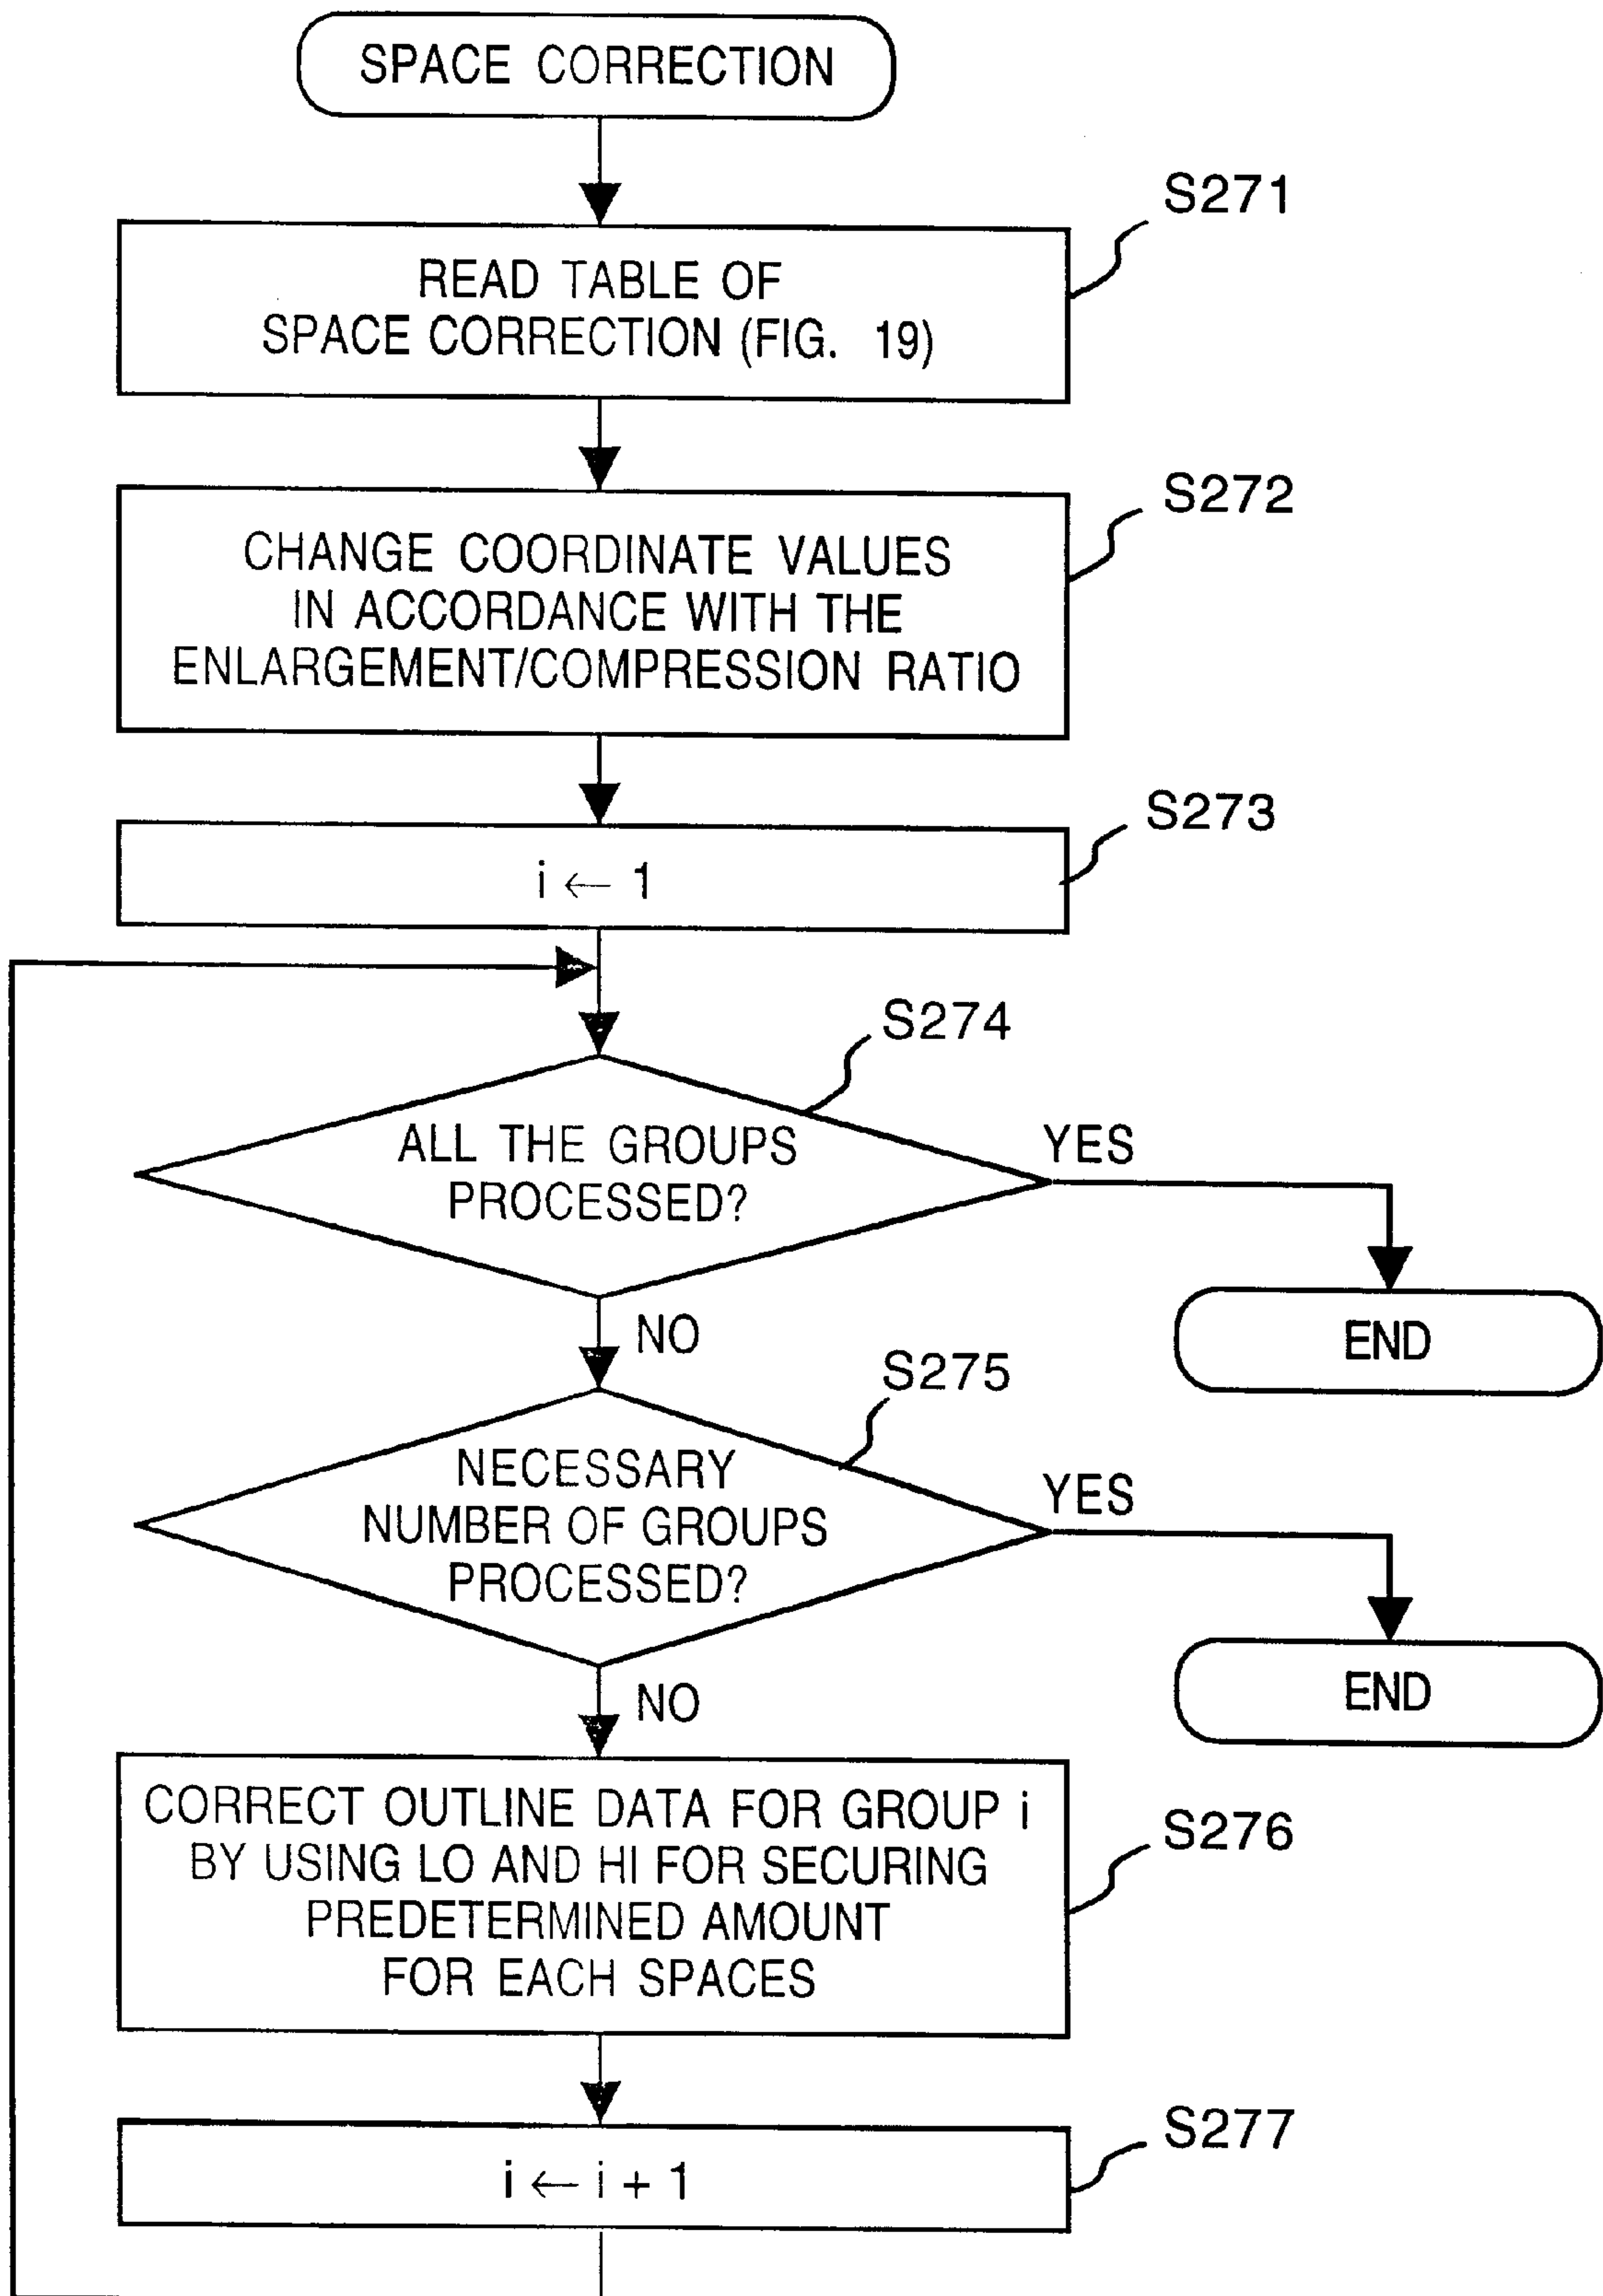 SPACE CORRECTION
S271
READ TABLE OF
SPACE CORRECTION (FIG. 19)
S272
CHANGE COORDINATE VALUES
IN ACCORDANCE WITH THE
ENLARGEMENT/COMPRESSION RATIO
S273
i ← 1
S274
ALL THE GROUPS
PROCESSED?
YES
END
NO
S275
NECESSARY
NUMBER OF GROUPS
PROCESSED?
YES
END
NO
CORRECT OUTLINE DATA FOR GROUP i
BY USING LO AND HI FOR SECURING
PREDETERMINED AMOUNT
FOR EACH SPACES
S276
S277
i ← i + 1